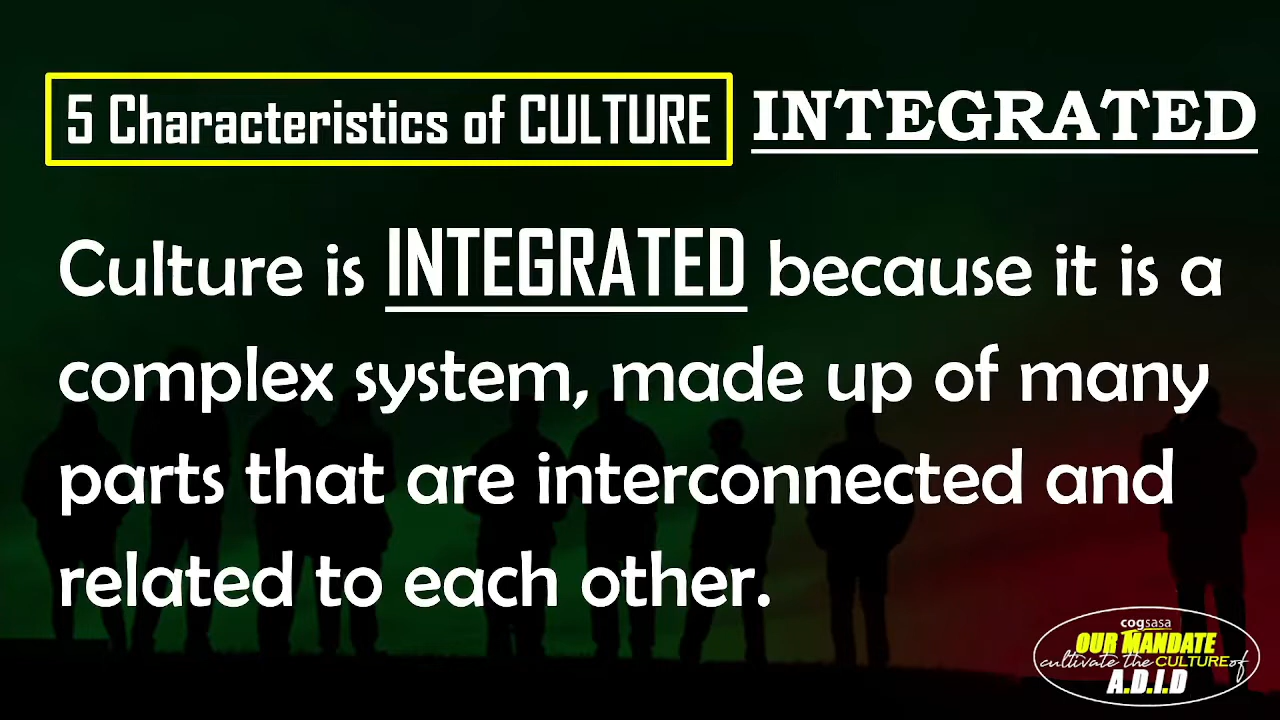 5 Characteristics of CULTURE INTEGRATED
Culture is INTEGRATED because it is a
complex system, made up of many
parts that are interconnected and
related to each other.
cogsasa
OUR MANDATE
cultivate the CULTURE of
A.D.I.D